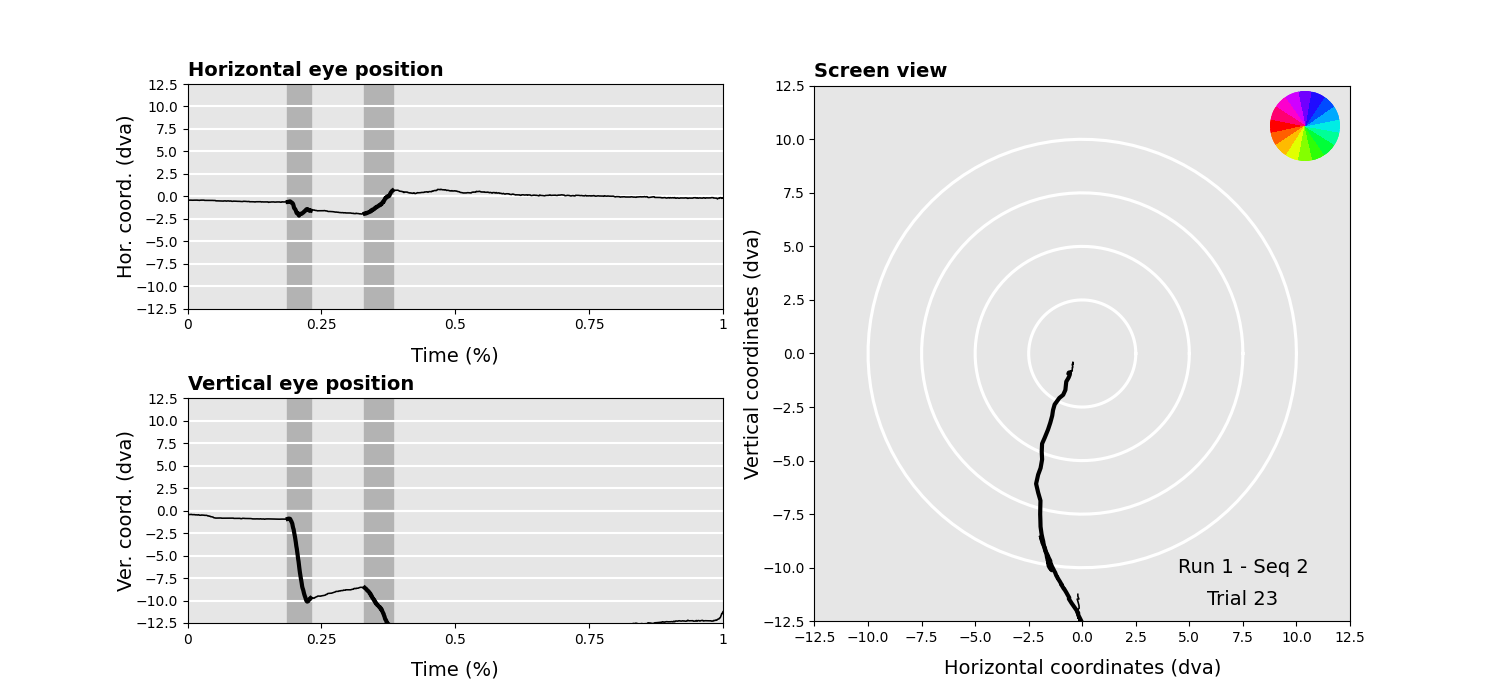 Horizontal eye position
12.5
10.0
7.5
5.0
2.5
0.0
−2.5
−5.0
−7.5
−10.0
−12.5
Hor. coord. (dva)
0 0.25 0.5 0.75 1
Time (%)
Vertical eye position
12.5
10.0
7.5
5.0
2.5
0.0
−2.5
−5.0
−7.5
−10.0
−12.5
Ver. coord. (dva)
0 0.25 0.5 0.75 1
Time (%)
Screen view
12.5
10.0
7.5
5.0
2.5
0.0
−2.5
−5.0
−7.5
−10.0
−12.5
Vertical coordinates (dva)
Run 1 - Seq 2
Trial 23
−12.5 −10.0 −7.5 −5.0 −2.5 0.0 2.5 5.0 7.5 10.0 12.5
Horizontal coordinates (dva)